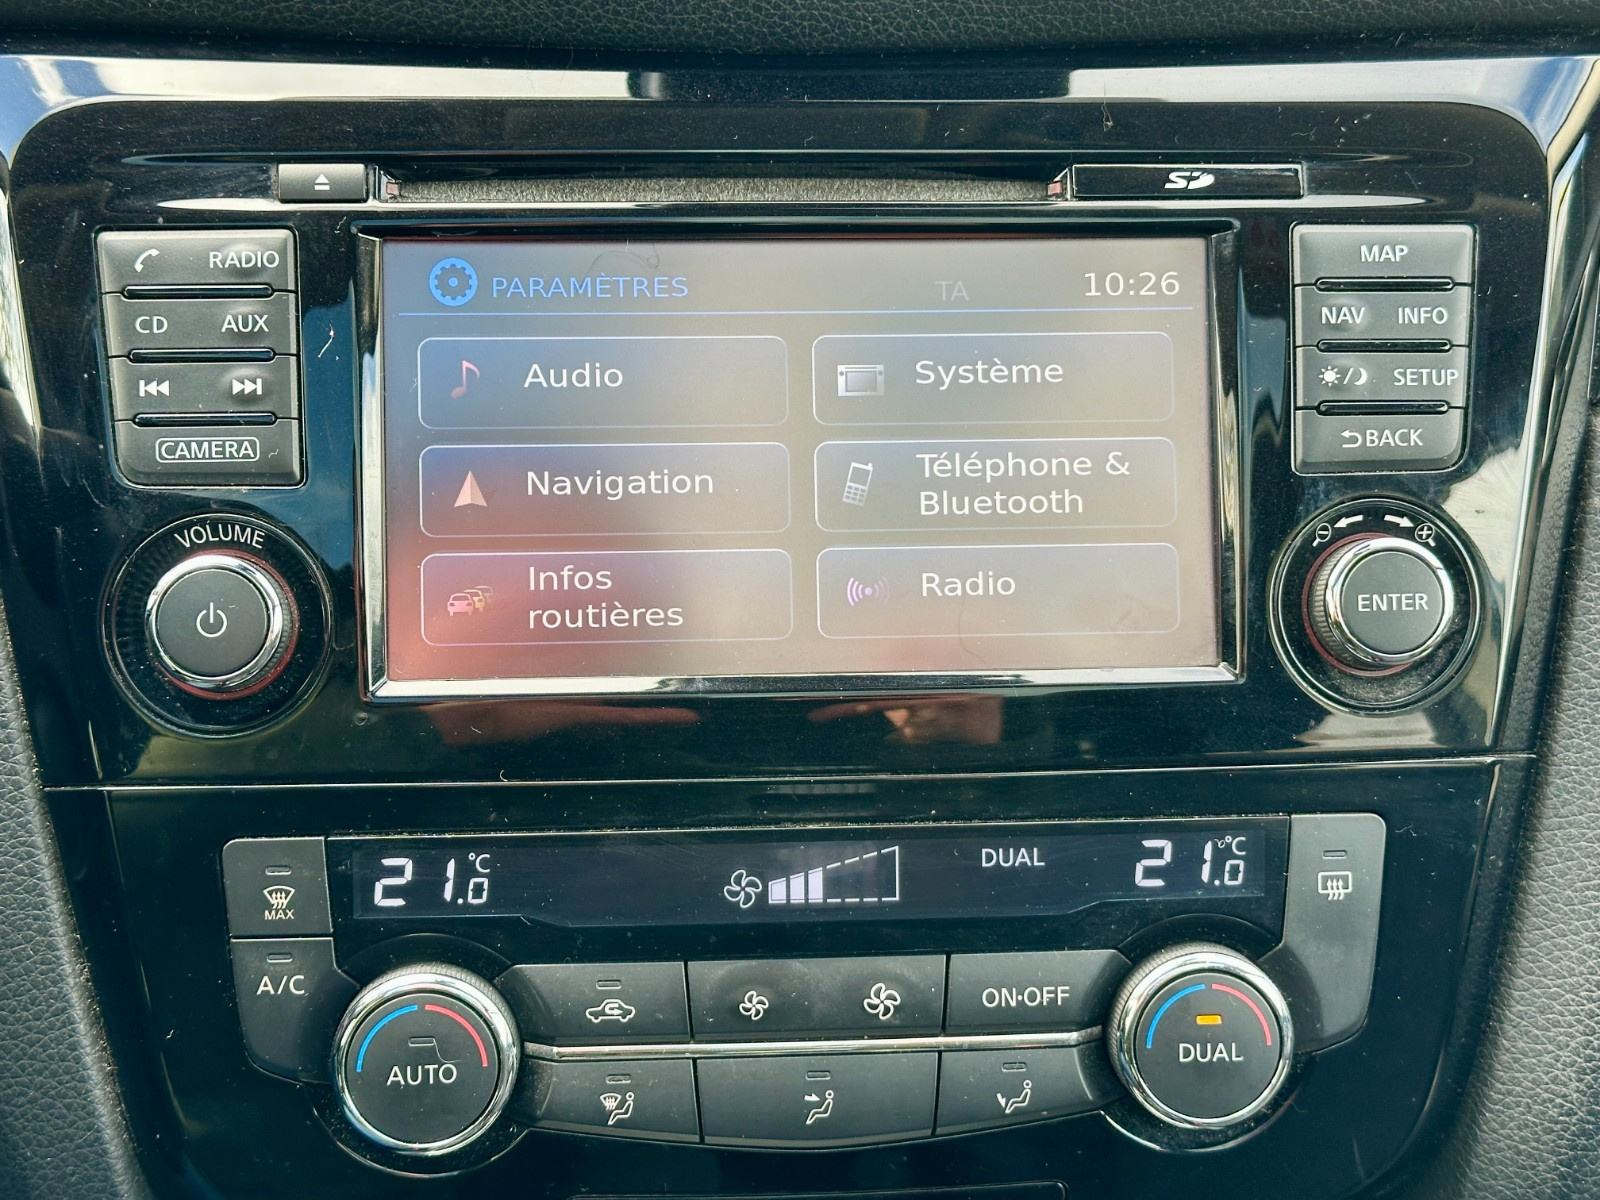 SD
RADIO
CD AUX
CAMERA
VOLUME
PARAMÈTRES TA 10:26
Audio
Système
Navigation
Téléphone &
Bluetooth
Infos
routières
Radio
MAP
NAV INFO
SETUP
BACK
ENTER
21.0°C DUAL 21.0°C
MAX
A/C
AUTO
ON·OFF
DUAL